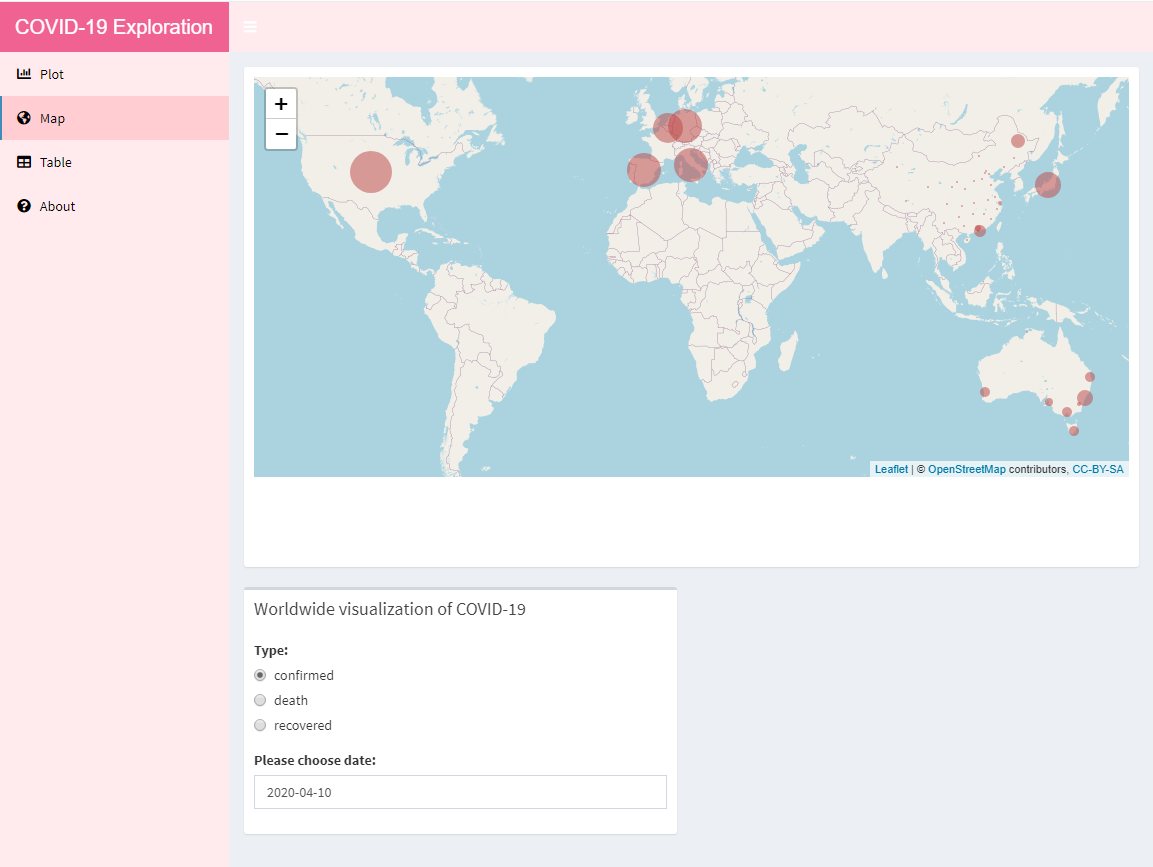 COVID-19 Exploration
Plot
Map
Table
About
+
−
Leaflet | © OpenStreetMap contributors, CC-BY-SA
Worldwide visualization of COVID-19
Type:
confirmed
death
recovered
Please choose date:
2020-04-10